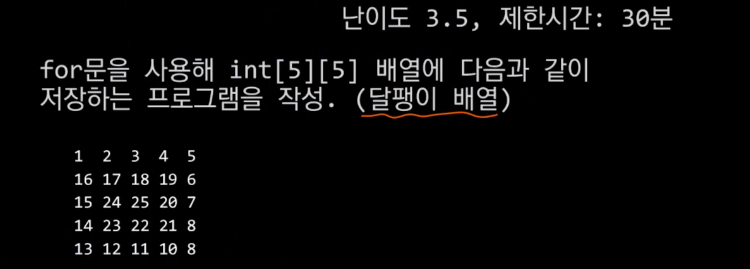 난이도 3.5, 제한시간: 30분
for문을 사용해 int[5][5] 배열에 다음과 같이
저장하는 프로그램을 작성. (달팽이 배열)
1 2 3 4 5
16 17 18 19 6
15 24 25 20 7
14 23 22 21 8
13 12 11 10 8